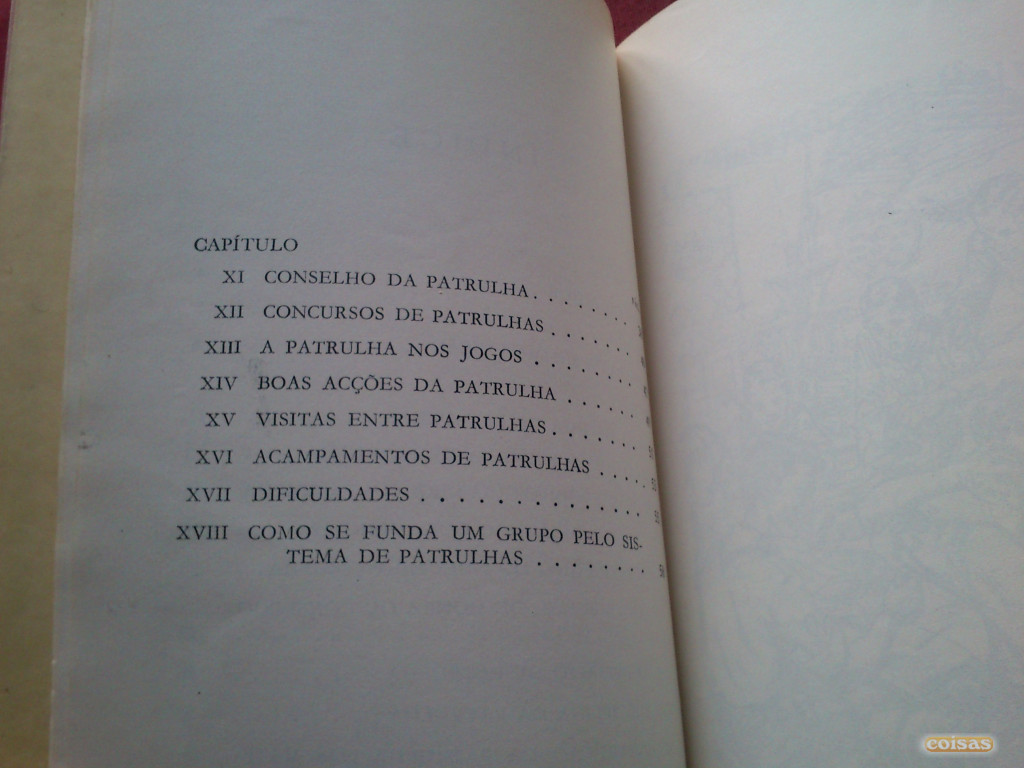 CAPÍTULO
XI CONSELHO DA PATRULHA . . . . . . .
XII CONCURSOS DE PATRULHAS . . . . . .
XIII A PATRULHA NOS JOGOS . . . . . . .
XIV BOAS ACÇÕES DA PATRULHA . . . . . .
XV VISITAS ENTRE PATRULHAS . . . . . . .
XVI ACAMPAMENTOS DE PATRULHAS . . . .
XVII DIFICULDADES . . . . . . . . . . . .
XVIII COMO SE FUNDA UM GRUPO PELO SIS-
TEMA DE PATRULHAS . . . . . . .
coisas